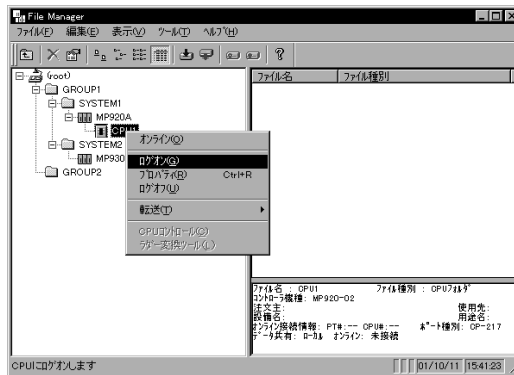 File Manager
ファイル(F) 編集(E) 表示(V) ツール(T) ヘルプ(H)
(root)
GROUP1
SYSTEM1
MP920A
CPU1
SYSTEM2
MP930
GROUP2
ファイル名 ファイル種別
オンライン(O)
ログオン(G)
プロパティ(R) Ctrl+R
ログオフ(U)
転送(T)
CPUコントロール(C)
ラダー変換ツール(L)
ファイル名 : CPU1 ファイル種別 : CPUフォルダ
コントローラ機種: MP920-02
注文主: 使用先:
設備名: 用途名:
オンライン接続情報: PT#:-- CPU#:-- ポート種別: CP-217
データ共有: ローカル オンライン: 未接続
CPUにログオンします 01/10/11 15:41:23